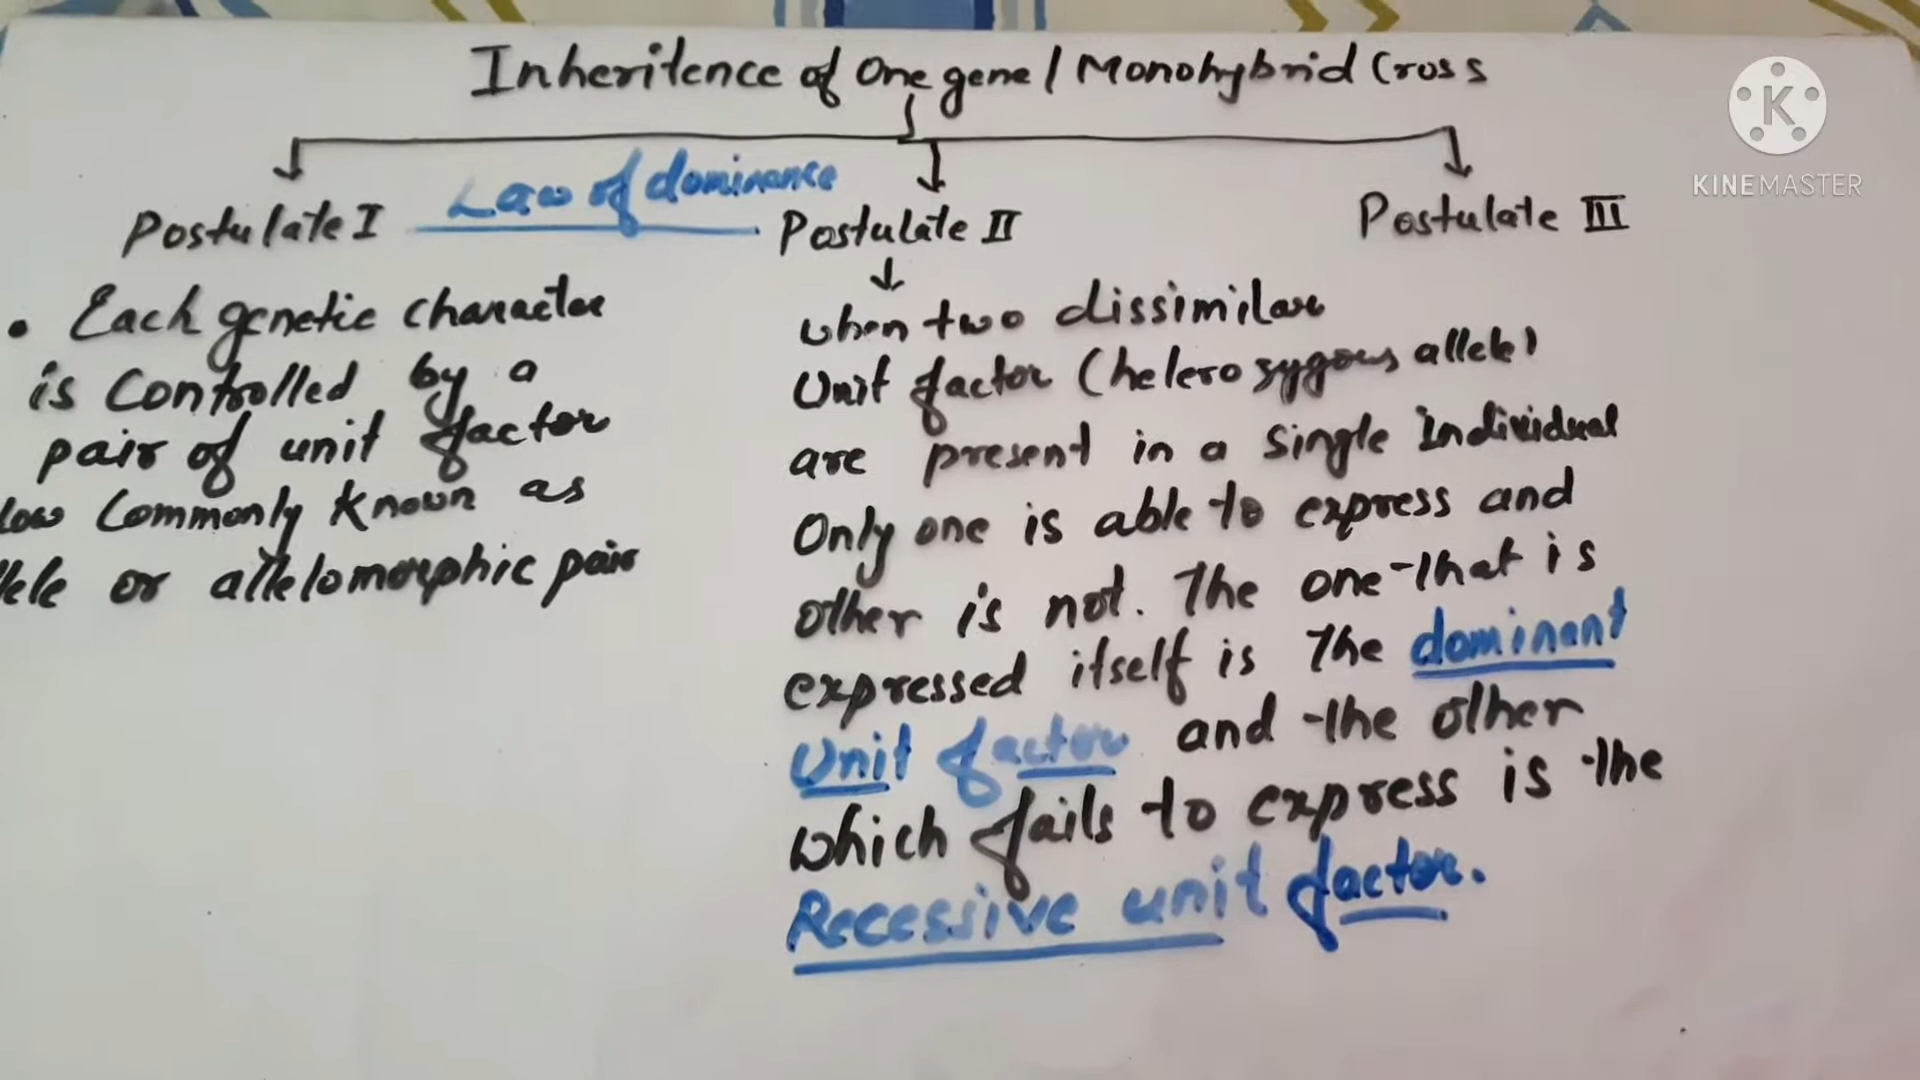 Inheritence of One gene / Monohybrid Cross
KINEMASTER
Law of dominance
Postulate I
Postulate II
Postulate III
• Each genetic character
is Controlled by a
pair of unit factor
Commonly Known as
or allelomorphic pair
when two dissimilar
Unit factor (heterozygous allele)
are present in a single individual
Only one is able to express and
other is not. The one that is
expressed itself is the dominant
Unit factor and the other
which fails to express is the
Recessive unit factor.